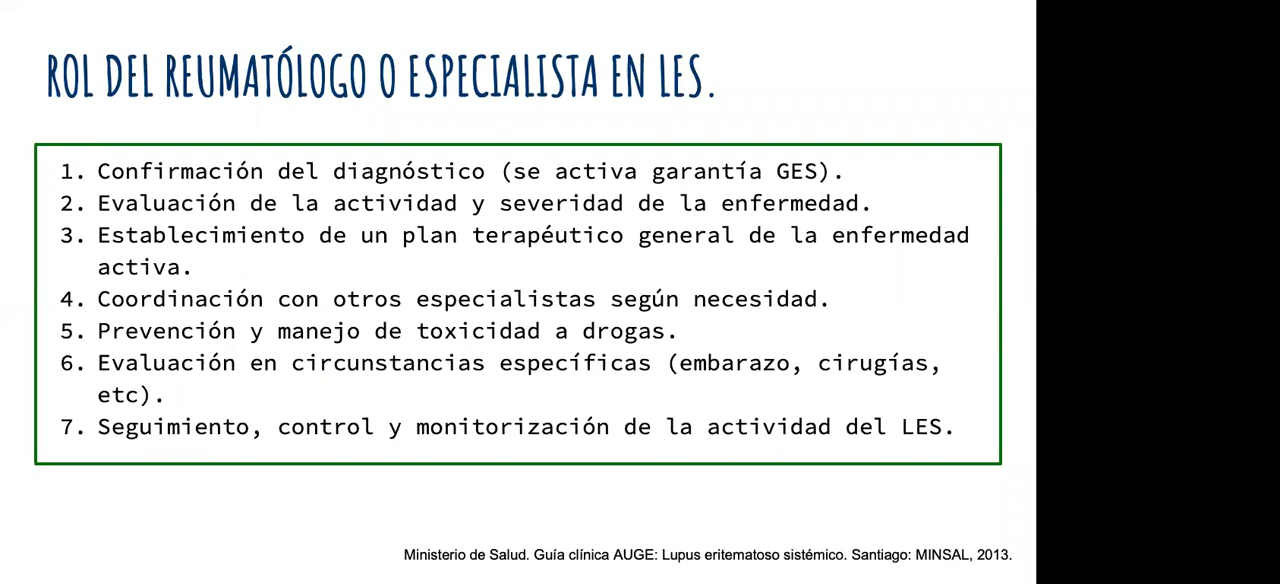 ROL DEL REUMATÓLOGO O ESPECIALISTA EN LES.
1. Confirmación del diagnóstico (se activa garantía GES).
2. Evaluación de la actividad y severidad de la enfermedad.
3. Establecimiento de un plan terapéutico general de la enfermedad
activa.
4. Coordinación con otros especialistas según necesidad.
5. Prevención y manejo de toxicidad a drogas.
6. Evaluación en circunstancias específicas (embarazo, cirugías,
etc).
7. Seguimiento, control y monitorización de la actividad del LES.
Ministerio de Salud. Guía clínica AUGE: Lupus eritematoso sistémico. Santiago: MINSAL, 2013.